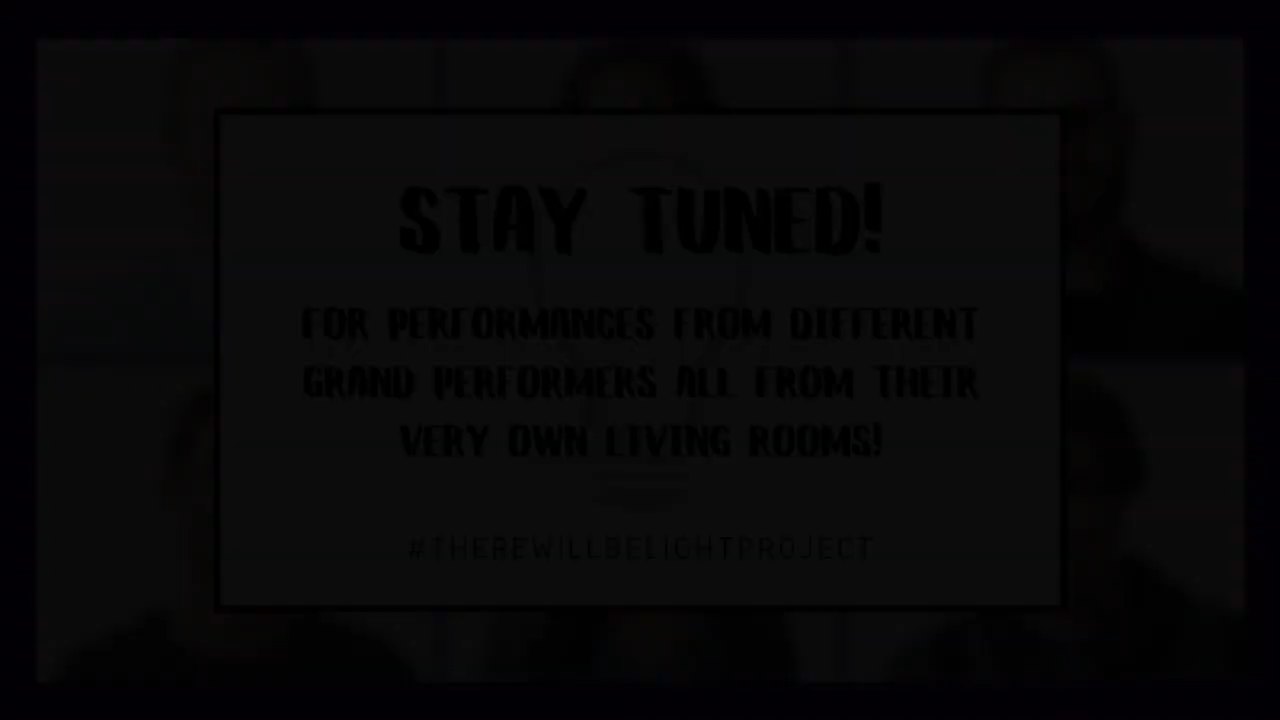 STAY TUNED!
FOR PERFORMANCES FROM DIFFERENT
GRAND PERFORMERS ALL FROM THEIR
VERY OWN LIVING ROOMS!
#THEREWILLBELIGHTPROJECT